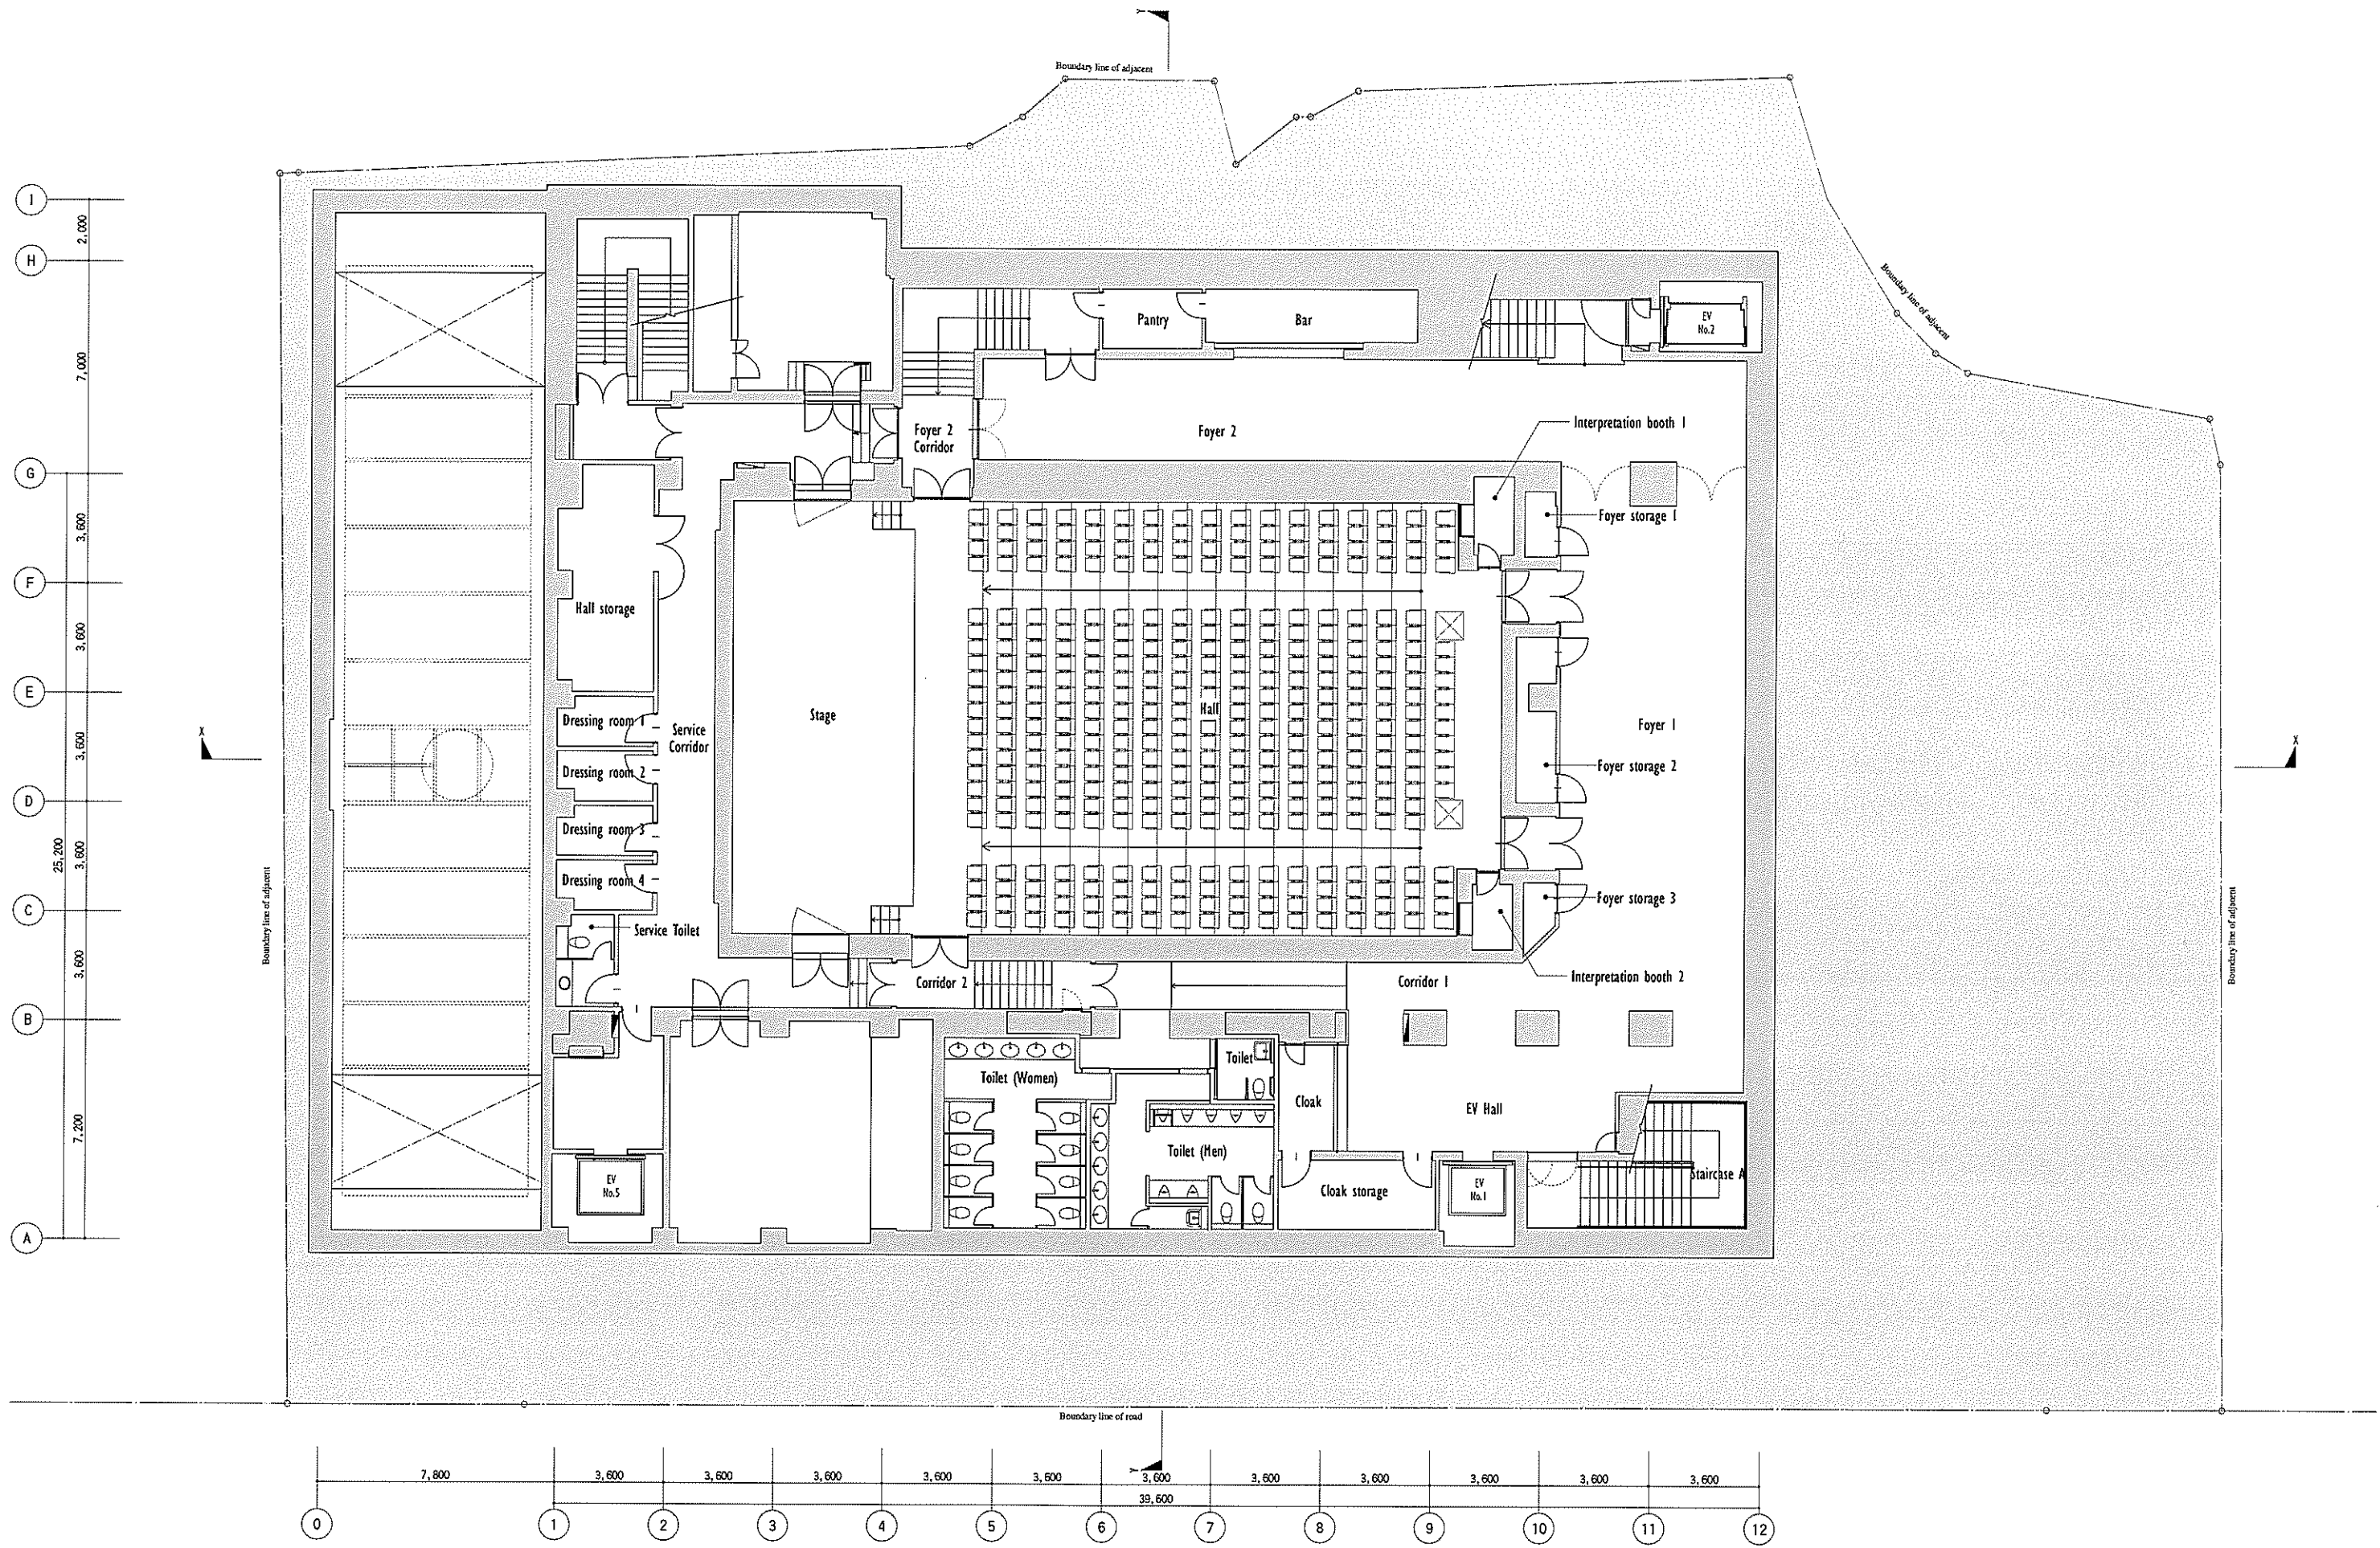 Y
Boundary line of adjacent
I
2,000
H
Boundary line of adjacent
7,000
Pantry
Bar
EV
No.2
Foyer 2
Corridor
Foyer 2
Interpretation booth 1
G
3,600
Foyer storage 1
F
Hall storage
3,600
E
Dressing room 1
Stage
Hall
Foyer 1
Service
Corridor
X
X
3,600
Dressing room 2
Foyer storage 2
D
Dressing room 3
25,200
3,600
Dressing room 4
Foyer storage 3
C
Boundary line of adjacent
Boundary line of adjacent
Service Toilet
3,600
Corridor 2
Corridor 1
Interpretation booth 2
B
Toilet
Toilet (Women)
Cloak
EV Hall
7,200
Toilet (Men)
Staircase A
EV
No.5
Cloak storage
EV
No.1
A
Boundary line of road
Y
7,800
3,600
3,600
3,600
3,600
3,600
3,600
3,600
3,600
3,600
3,600
3,600
39,600
0
1
2
3
4
5
6
7
8
9
10
11
12